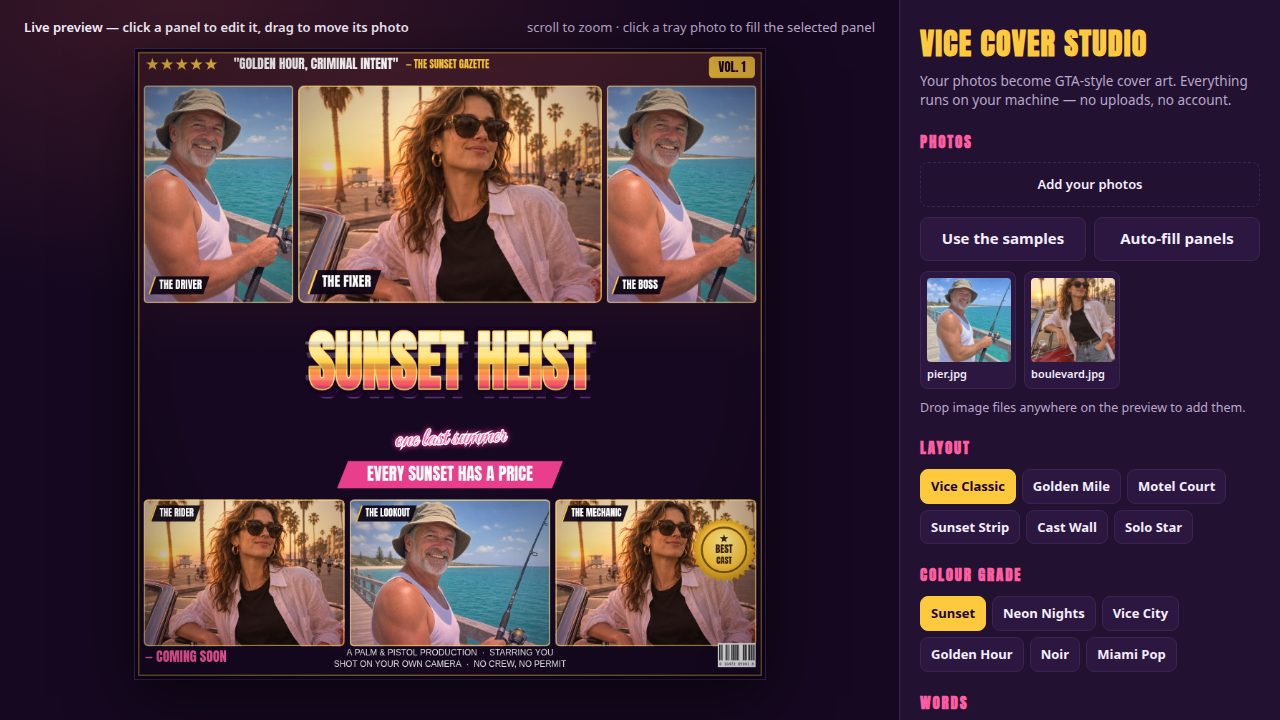 Live preview — click a panel to edit it, drag to move its photo
scroll to zoom · click a tray photo to fill the selected panel
★★★★★ "GOLDEN HOUR, CRIMINAL INTENT" — THE SUNSET GAZETTE
VOL. 1
THE DRIVER
THE FIXER
THE BOSS
SUNSET HEIST
one last summer
EVERY SUNSET HAS A PRICE
THE RIDER
THE LOOKOUT
THE MECHANIC
★
BEST
CAST
— COMING SOON
A PALM & PISTOL PRODUCTION · STARRING YOU
SHOT ON YOUR OWN CAMERA · NO CREW, NO PERMIT
VICE COVER STUDIO
Your photos become GTA-style cover art. Everything
runs on your machine — no uploads, no account.
PHOTOS
Add your photos
Use the samples
Auto-fill panels
pier.jpg
boulevard.jpg
Drop image files anywhere on the preview to add them.
LAYOUT
Vice Classic
Golden Mile
Motel Court
Sunset Strip
Cast Wall
Solo Star
COLOUR GRADE
Sunset
Neon Nights
Vice City
Golden Hour
Noir
Miami Pop
WORDS